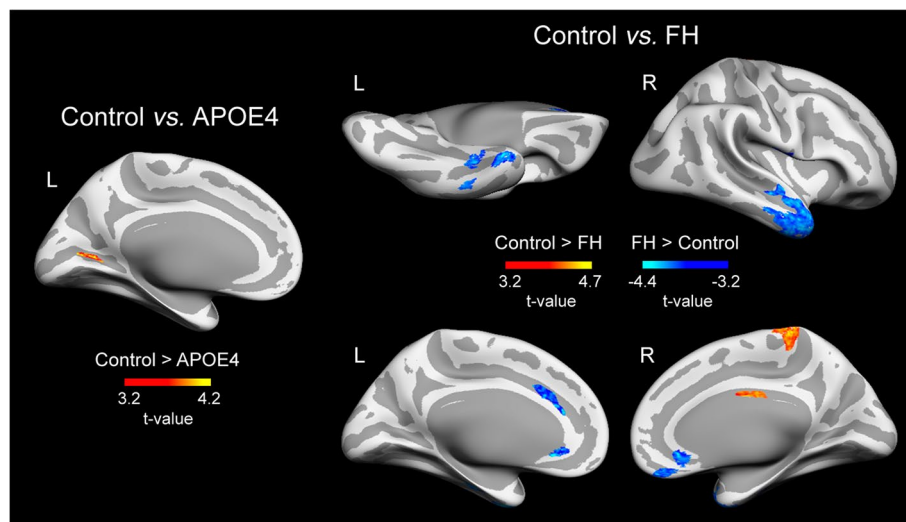 Control vs. FH
L
R
Control vs. APOE4
L
Control > FH
FH > Control
3.2
4.7
-4.4
-3.2
t-value
t-value
L
R
Control > APOE4
3.2
4.2
t-value